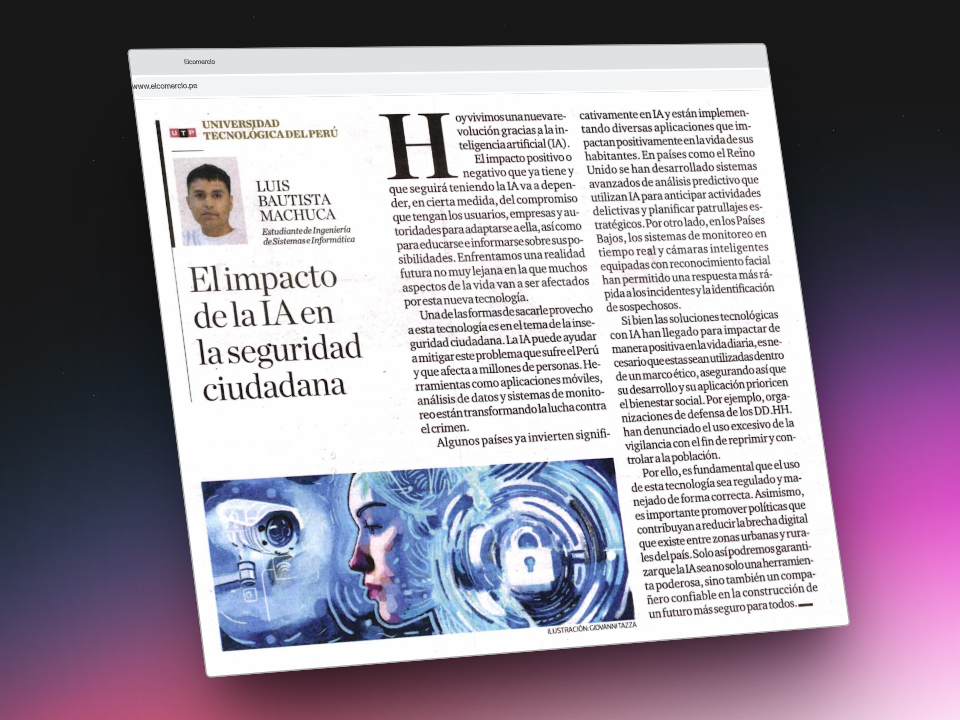 Elcomercio
www.elcomercio.pe
UTP
UNIVERSIDAD
TECNOLÓGICA DEL PERÚ
LUIS
BAUTISTA
MACHUCA
Estudiante de Ingeniería
de Sistemas e Informática
El impacto
de la IA en
la seguridad
ciudadana
Hoy vivimos una nueva re-
volución gracias a la in-
teligencia artificial (IA).
El impacto positivo o
negativo que ya tiene y
que seguirá teniendo la IA va a depen-
der, en cierta medida, del compromiso
que tengan los usuarios, empresas y au-
toridades para adaptarse a ella, así como
para educarse e informarse sobre sus po-
sibilidades. Enfrentamos una realidad
futura no muy lejana en la que muchos
aspectos de la vida van a ser afectados
por esta nueva tecnología.
Una de las formas de sacarle provecho
a esta tecnología es en el tema de la inse-
guridad ciudadana. La IA puede ayudar
a mitigar este problema que sufre el Perú
y que afecta a millones de personas. He-
rramientas como aplicaciones móviles,
análisis de datos y sistemas de monito-
reo están transformando la lucha contra
el crimen.
Algunos países ya invierten signifi-
cativamente en IA y están implemen-
tando diversas aplicaciones que im-
pactan positivamente en la vida de sus
habitantes. En países como el Reino
Unido se han desarrollado sistemas
avanzados de análisis predictivo que
utilizan IA para anticipar actividades
delictivas y planificar patrullajes es-
tratégicos. Por otro lado, en los Países
Bajos, los sistemas de monitoreo en
tiempo real y cámaras inteligentes
equipadas con reconocimiento facial
han permitido una respuesta más rá-
pida a los incidentes y la identificación
de sospechosos.
Si bien las soluciones tecnológicas
con IA han llegado para impactar de
manera positiva en la vida diaria, es ne-
cesario que estas sean utilizadas dentro
de un marco ético, asegurando así que
su desarrollo y su aplicación prioricen
el bienestar social. Por ejemplo, orga-
nizaciones de defensa de los DD.HH.
han denunciado el uso excesivo de la
vigilancia con el fin de reprimir y con-
trolar a la población.
Por ello, es fundamental que el uso
de esta tecnología sea regulado y ma-
nejado de forma correcta. Asimismo,
es importante promover políticas que
contribuyan a reducir la brecha digital
que existe entre zonas urbanas y rura-
les del país. Solo así podremos garanti-
zar que la IA sea no solo una herramien-
ta poderosa, sino también un compa-
ñero confiable en la construcción de
un futuro más seguro para todos.
ILUSTRACIÓN: GIOVANNI TAZZA